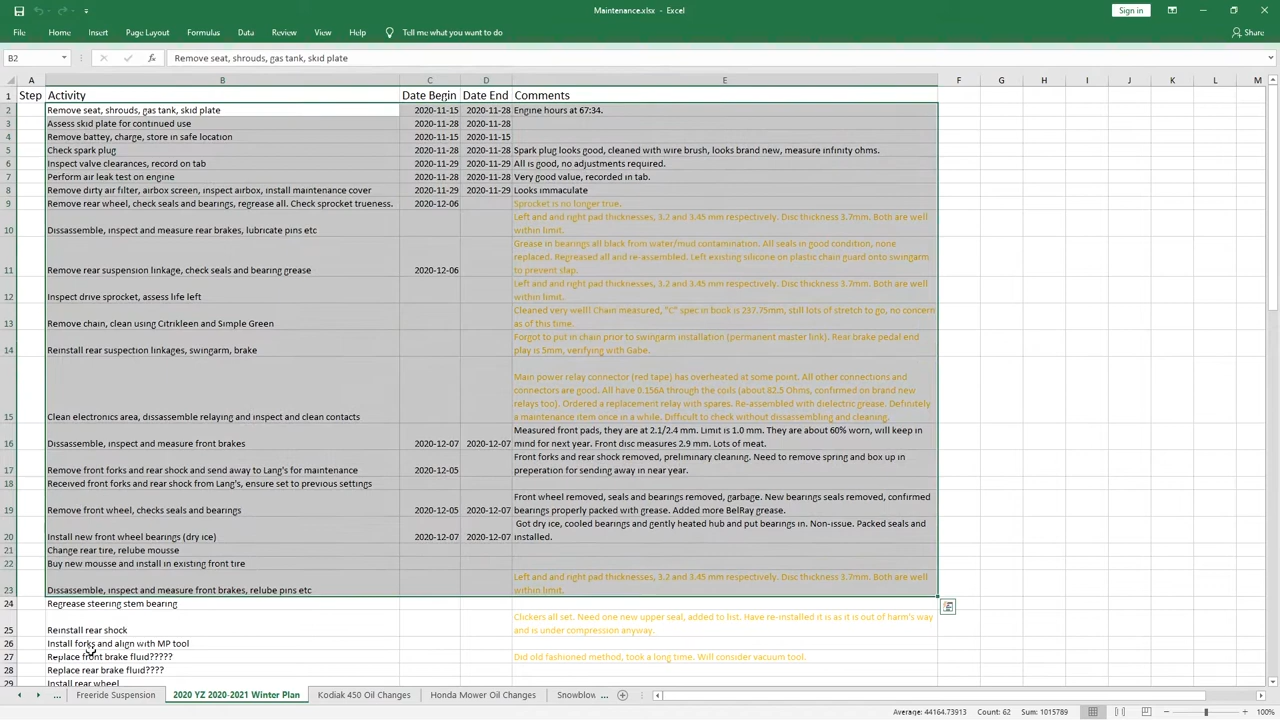 Maintenance.xlsx - Excel
Sign in
File Home Insert Page Layout Formulas Data Review View Help Tell me what you want to do Share
B2 fx Remove seat, shrouds, gas tank, skid plate
A B C D E F G H I J K L M
1 Step Activity Date Begin Date End Comments
2 Remove seat, shrouds, gas tank, skid plate 2020-11-15 2020-11-28 Engine hours at 67:34.
3 Assess skid plate for continued use 2020-11-28 2020-11-28
4 Remove battey, charge, store in safe location 2020-11-15 2020-11-15
5 Check spark plug 2020-11-28 2020-11-28 Spark plug looks good, cleaned with wire brush, looks brand new, measure infinity ohms.
6 Inspect valve clearances, record on tab 2020-11-29 2020-11-29 All is good, no adjustments required.
7 Perform air leak test on engine 2020-11-28 2020-11-28 Very good value, recorded in tab.
8 Remove dirty air filter, airbox screen, inspect airbox, install maintenance cover 2020-11-29 2020-11-29 Looks immaculate
9 Remove rear wheel, check seals and bearings, regrease all. Check sprocket trueness. 2020-12-06 Sprocket is no longer true.
Left and and right pad thicknesses, 3.2 and 3.45 mm respectively. Disc thickness 3.7mm. Both are well
10 Dissassemble, inspect and measure rear brakes, lubricate pins etc within limit.
Grease in bearings all black from water/mud contamination. All seals in good condition, none
replaced. Regreased all and re-assembled. Left existing silicone on plastic chain guard onto swingarm
11 Remove rear suspension linkage, check seals and bearing grease 2020-12-06 to prevent slap.
Left and and right pad thicknesses, 3.2 and 3.45 mm respectively. Disc thickness 3.7mm. Both are well
12 Inspect drive sprocket, assess life left within limit.
Cleaned very well! Chain measured, "C" spec in book is 237.75mm, still lots of stretch to go, no concern
13 Remove chain, clean using Citrikleen and Simple Green as of this time.
Forgot to put in chain prior to swingarm installation (permanent master link). Rear brake pedal end
14 Reinstall rear suspension linkages, swingarm, brake play is 5mm, verifying with Gabe.
Main power relay connector (red tape) has overheated at some point. All other connections and
connectors are good. All have 0.156A through the coils (about 82.5 Ohms, confirmed on brand new
relays too). Ordered a replacement relay with spares. Re-assembled with dielectric grease. Definitely
15 Clean electronics area, dissassemble relaying and inspect and clean contacts a maintenance item once in a while. Difficult to check without dissassembling and cleaning.
Measured front pads, they are at 2.1/2.4 mm. Limit is 1.0 mm. They are about 60% worn, will keep in
16 Dissassemble, inspect and measure front brakes 2020-12-07 2020-12-07 mind for next year. Front disc measures 2.9 mm. Lots of meat.
Front forks and rear shock removed, preliminary cleaning. Need to remove spring and box up in
17 Remove front forks and rear shock and send away to Lang's for maintenance 2020-12-05 preperation for sending away in near year.
18 Received front forks and rear shock from Lang's, ensure set to previous settings
Front wheel removed, seals and bearings removed, garbage. New bearings seals removed, confirmed
19 Remove front wheel, checks seals and bearings 2020-12-05 2020-12-07 bearings properly packed with grease. Added more BelRay grease.
Got dry ice, cooled bearings and gently heated hub and put bearings in. Non-issue. Packed seals and
20 Install new front wheel bearings (dry ice) 2020-12-07 2020-12-07 installed.
21 Change rear tire, relube mousse
22 Buy new mousse and install in existing front tire
Left and and right pad thicknesses, 3.2 and 3.45 mm respectively. Disc thickness 3.7mm. Both are well
23 Dissassemble, inspect and measure front brakes, relube pins etc within limit.
24 Regrease steering stem bearing
Clickers all set. Need one new upper seal, added to list. Have re-installed it is as it is out of harm's way
25 Reinstall rear shock and is under compression anyway.
26 Install forks and align with MP tool
27 Replace front brake fluid????? Did old fashioned method, took a long time. Will consider vacuum tool.
28 Replace rear brake fluid????
29 Install rear wheel
... Freeride Suspension 2020 YZ 2020-2021 Winter Plan Kodiak 450 Oil Changes Honda Mower Oil Changes Snowblow ...
Average: 44164.73913 Count: 62 Sum: 1015789 100%